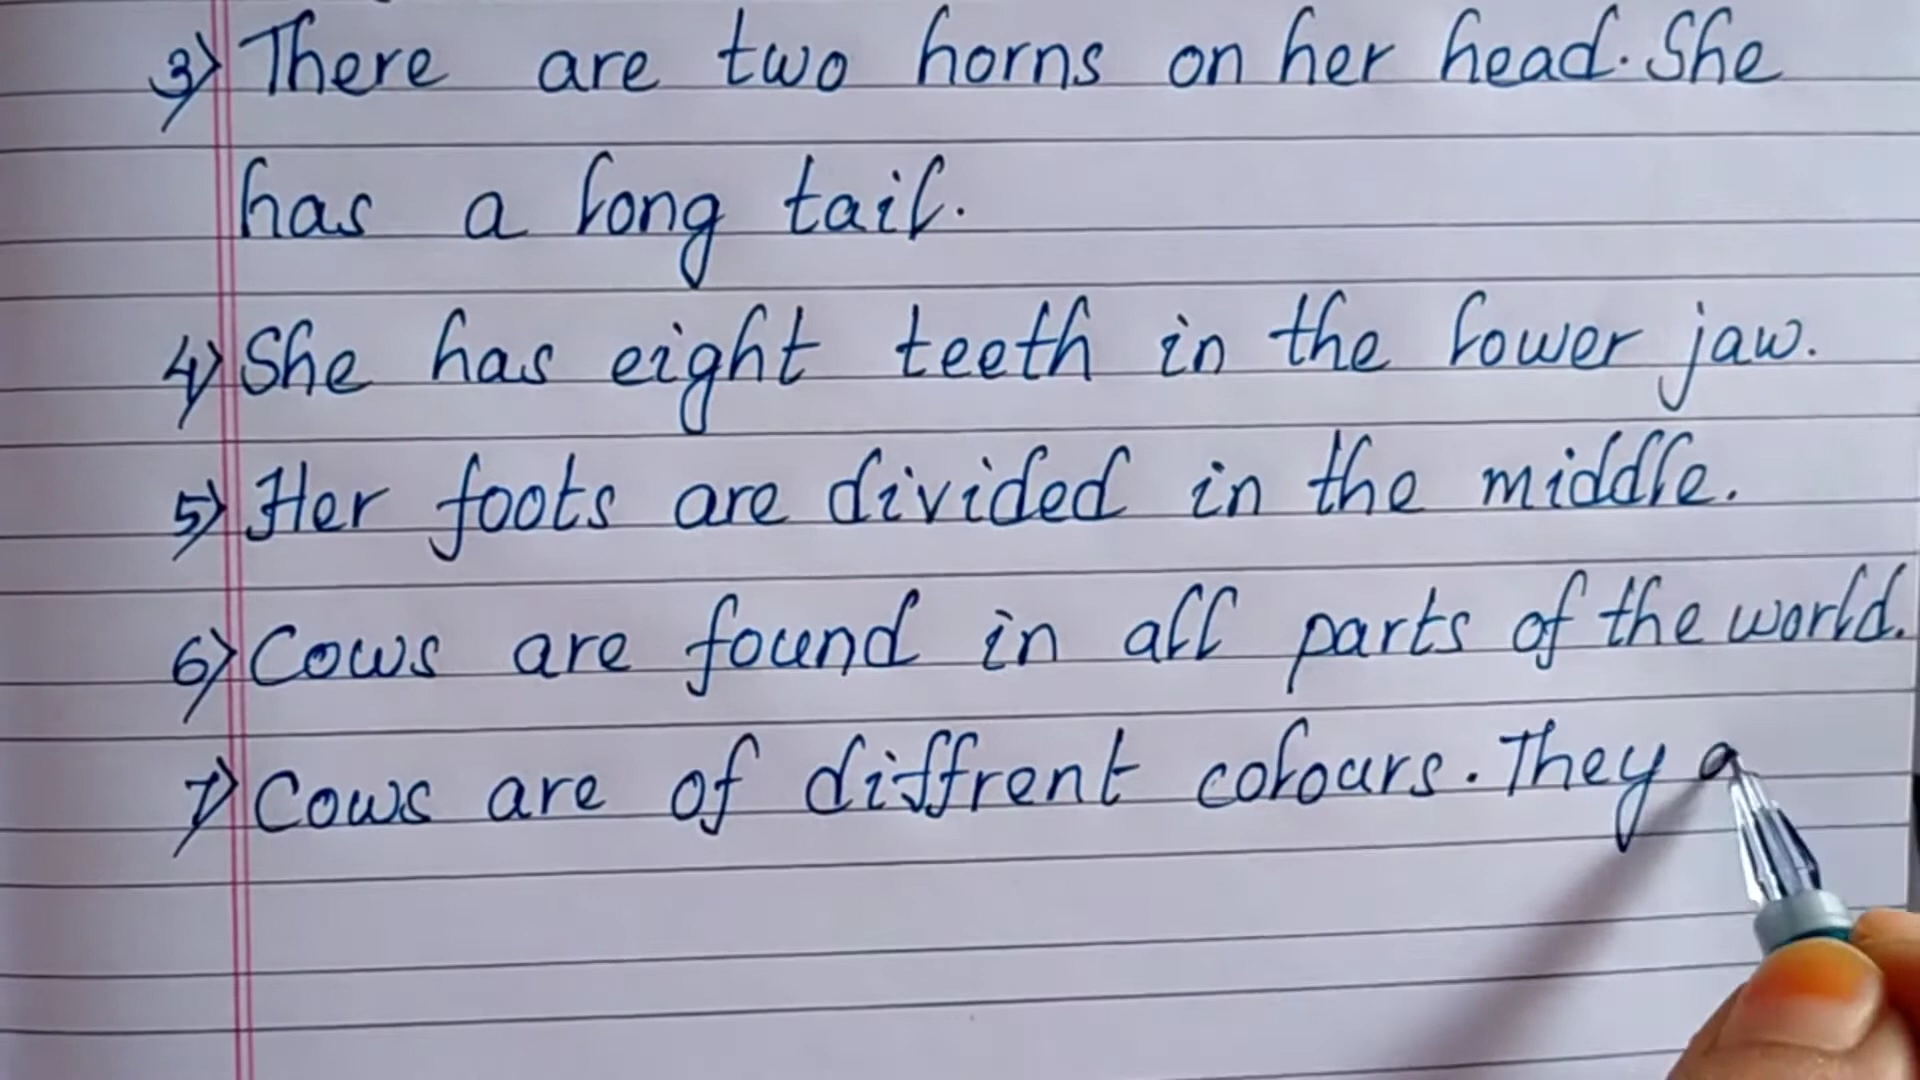 3) There are two horns on her head. She
has a long tail.
4) She has eight teeth in the lower jaw.
5) Her foots are divided in the middle.
6) Cows are found in all parts of the world.
7) Cows are of diffrent colours. They a